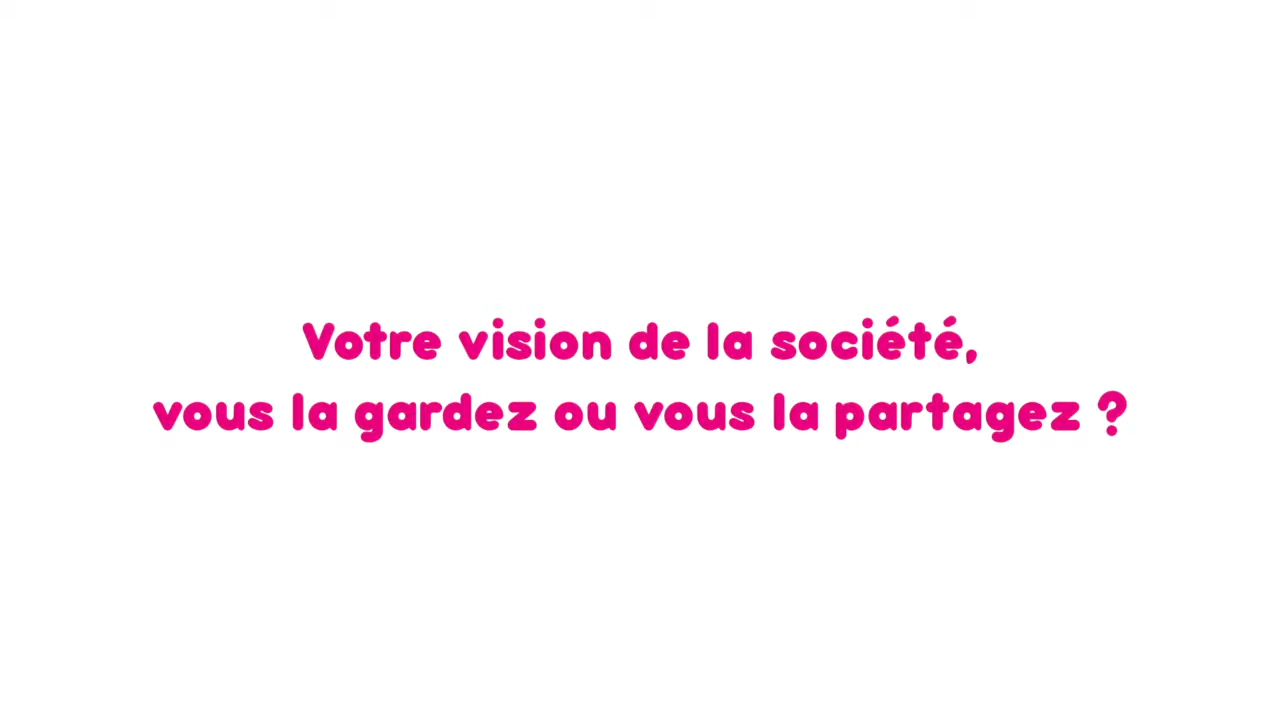 Votre vision de la société,
vous la gardez ou vous la partagez ?